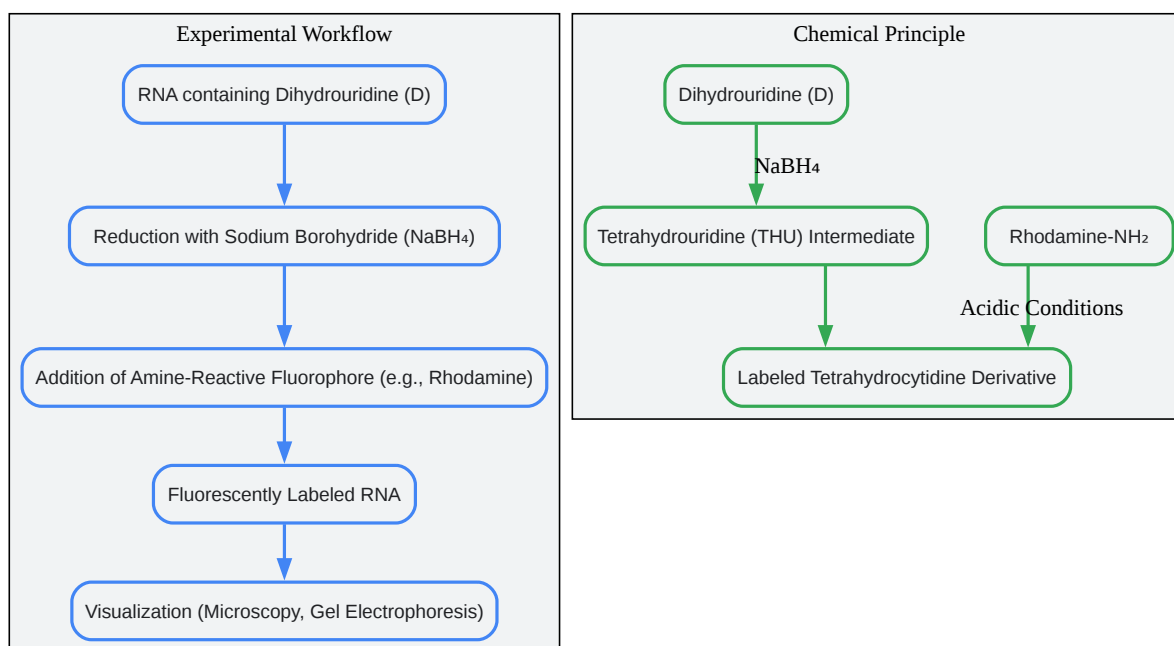 Experimental Workflow
RNA containing Dihydrouridine (D)
Reduction with Sodium Borohydride (NaBH₄)
Addition of Amine-Reactive Fluorophore (e.g., Rhodamine)
Fluorescently Labeled RNA
Visualization (Microscopy, Gel Electrophoresis)
Chemical Principle
Dihydrouridine (D)
NaBH₄
Tetrahydrouridine (THU) Intermediate
Rhodamine-NH₂
Acidic Conditions
Labeled Tetrahydrocytidine Derivative